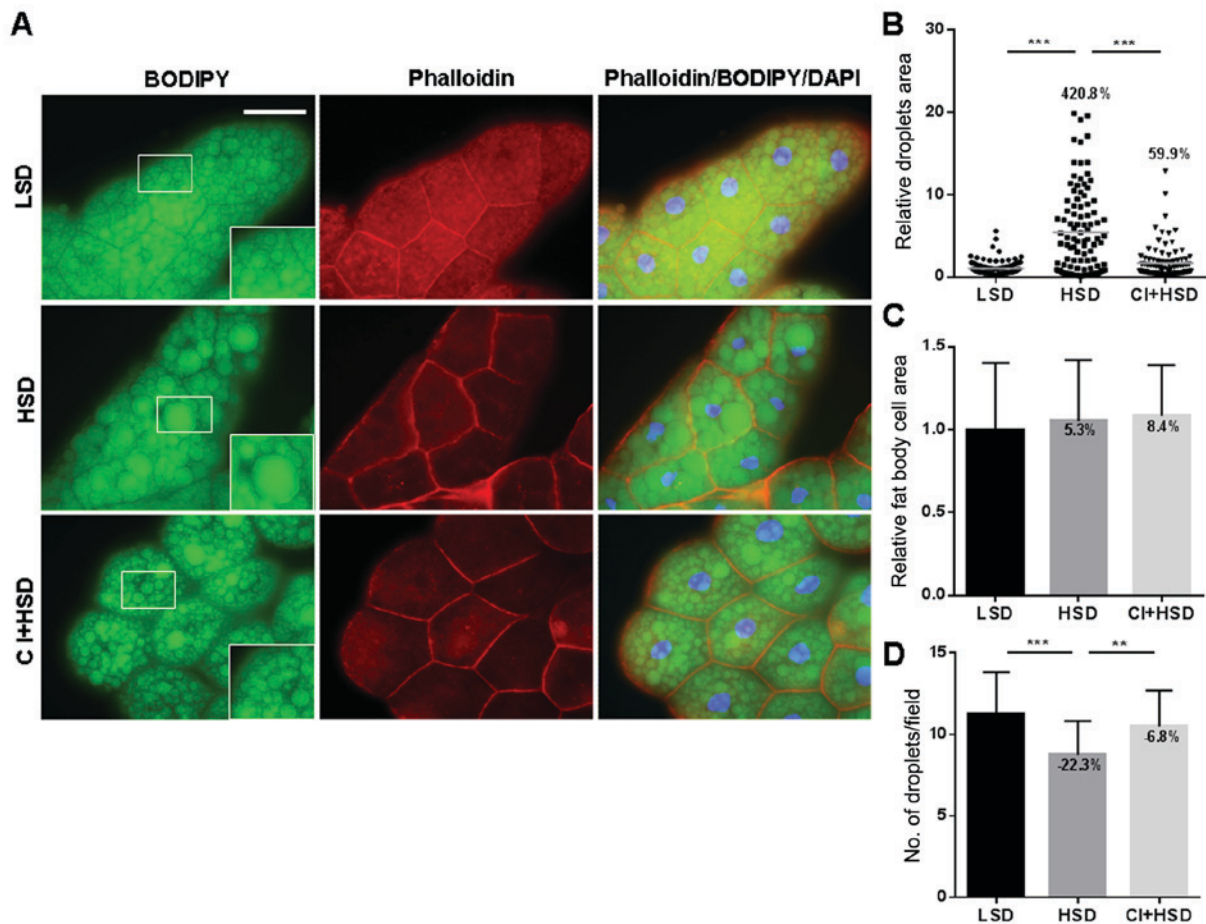 A
BODIPY Phalloidin Phalloidin/BODIPY/DAPI
LSD
HSD
C I+HSD
B
Relative droplets area
30
20
10
0
***
***
420.8%
59.9%
LSD HSD CI+HSD
C
Relative fat body cell area
1.5
1.0
0.5
0.0
5.3%
8.4%
LSD HSD CI+HSD
D
No. of droplets/field
15
10
5
0
***
**
-22.3%
-6.8%
LSD HSD CI+HSD